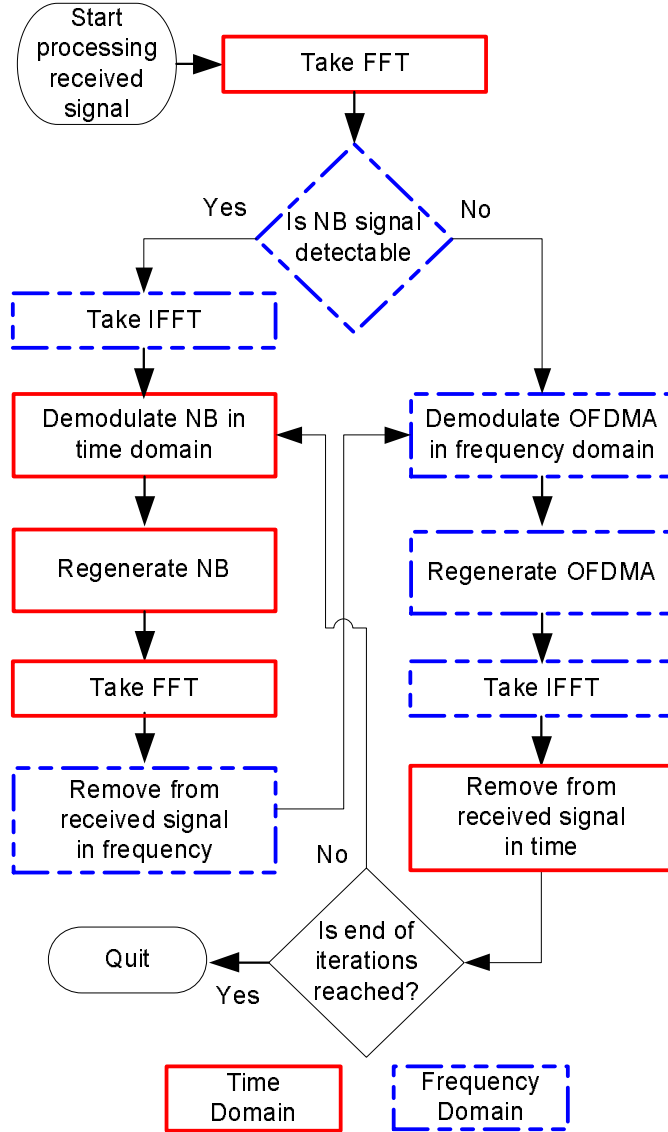 Start
processing
received
signal
Take FFT
Is NB signal
detectable
Yes
No
Take IFFT
Demodulate NB in
time domain
Regenerate NB
Take FFT
Remove from
received signal
in frequency
Demodulate OFDMA
in frequency domain
Regenerate OFDMA
Take IFFT
Remove from
received signal
in time
No
Is end of
iterations
reached?
Yes
Quit
Time
Domain
Frequency
Domain